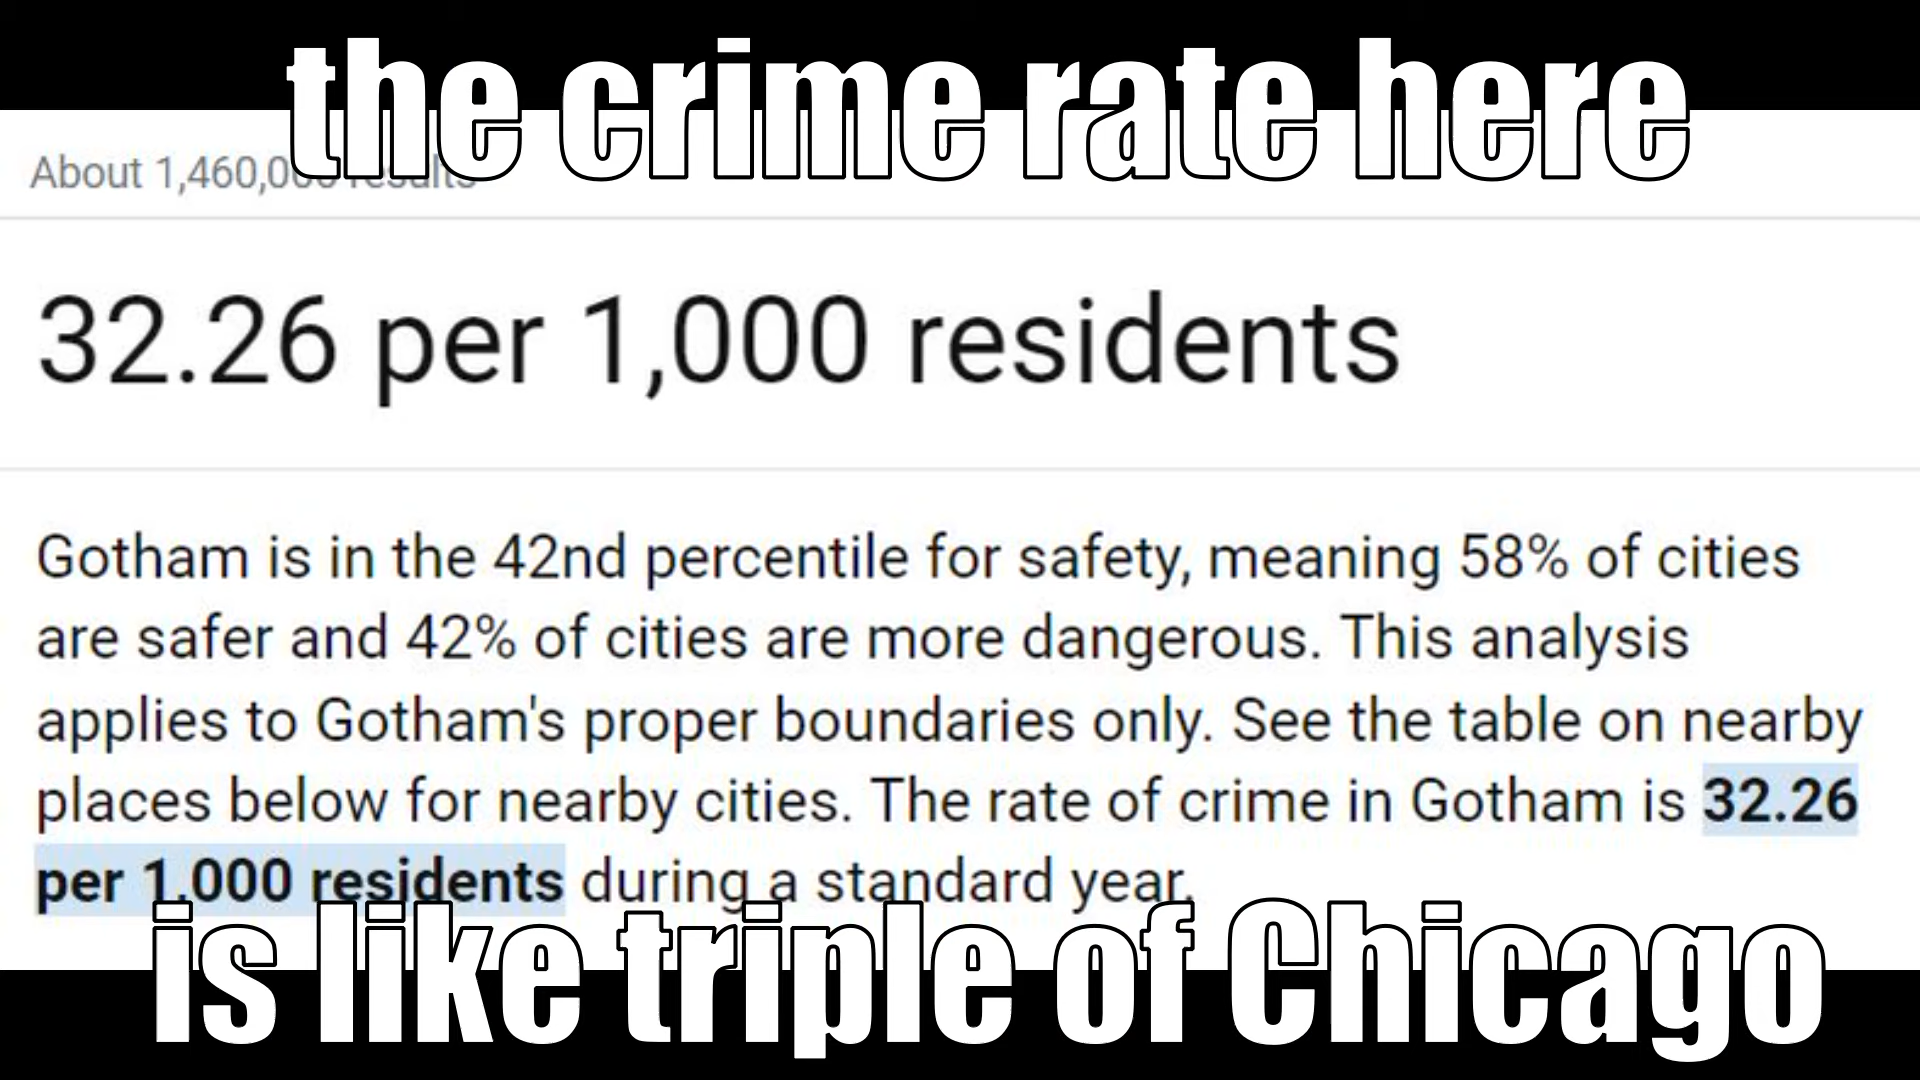 the crime rate here
About 1,460,000 results
32.26 per 1,000 residents
Gotham is in the 42nd percentile for safety, meaning 58% of cities
are safer and 42% of cities are more dangerous. This analysis
applies to Gotham's proper boundaries only. See the table on nearby
places below for nearby cities. The rate of crime in Gotham is 32.26
per 1,000 residents during a standard year.
is like triple of Chicago